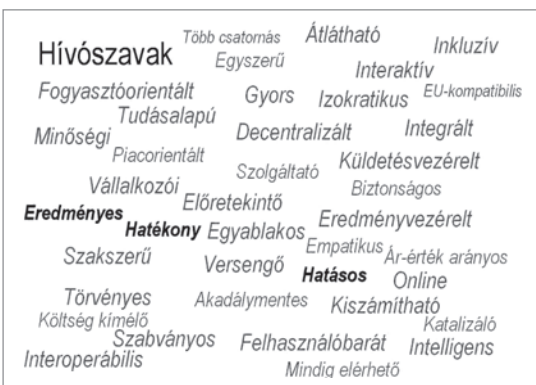 Hívószavak
Több csatornás
Átlátható
Egyszerű
Inkluzív
Interaktív
Fogyasztóorientált
Gyors
Izokratikus
EU-kompatibilis
Tudásalapú
Minőségi
Decentralizált
Integrált
Piacorientált
Szolgáltató
Küldetésvezérelt
Vállalkozói
Biztonságos
Előretekintő
Eredményes
Hatékony
Egyablakos
Eredményvezérelt
Empatikus
Szakszerű
Versengő
Ár-érték arányos
Hatásos
Online
Törvényes
Akadálymentes
Kiszámítható
Költség kímélő
Katalizáló
Szabványos
Felhasználóbarát
Intelligens
Interoperábilis
Mindig elérhető